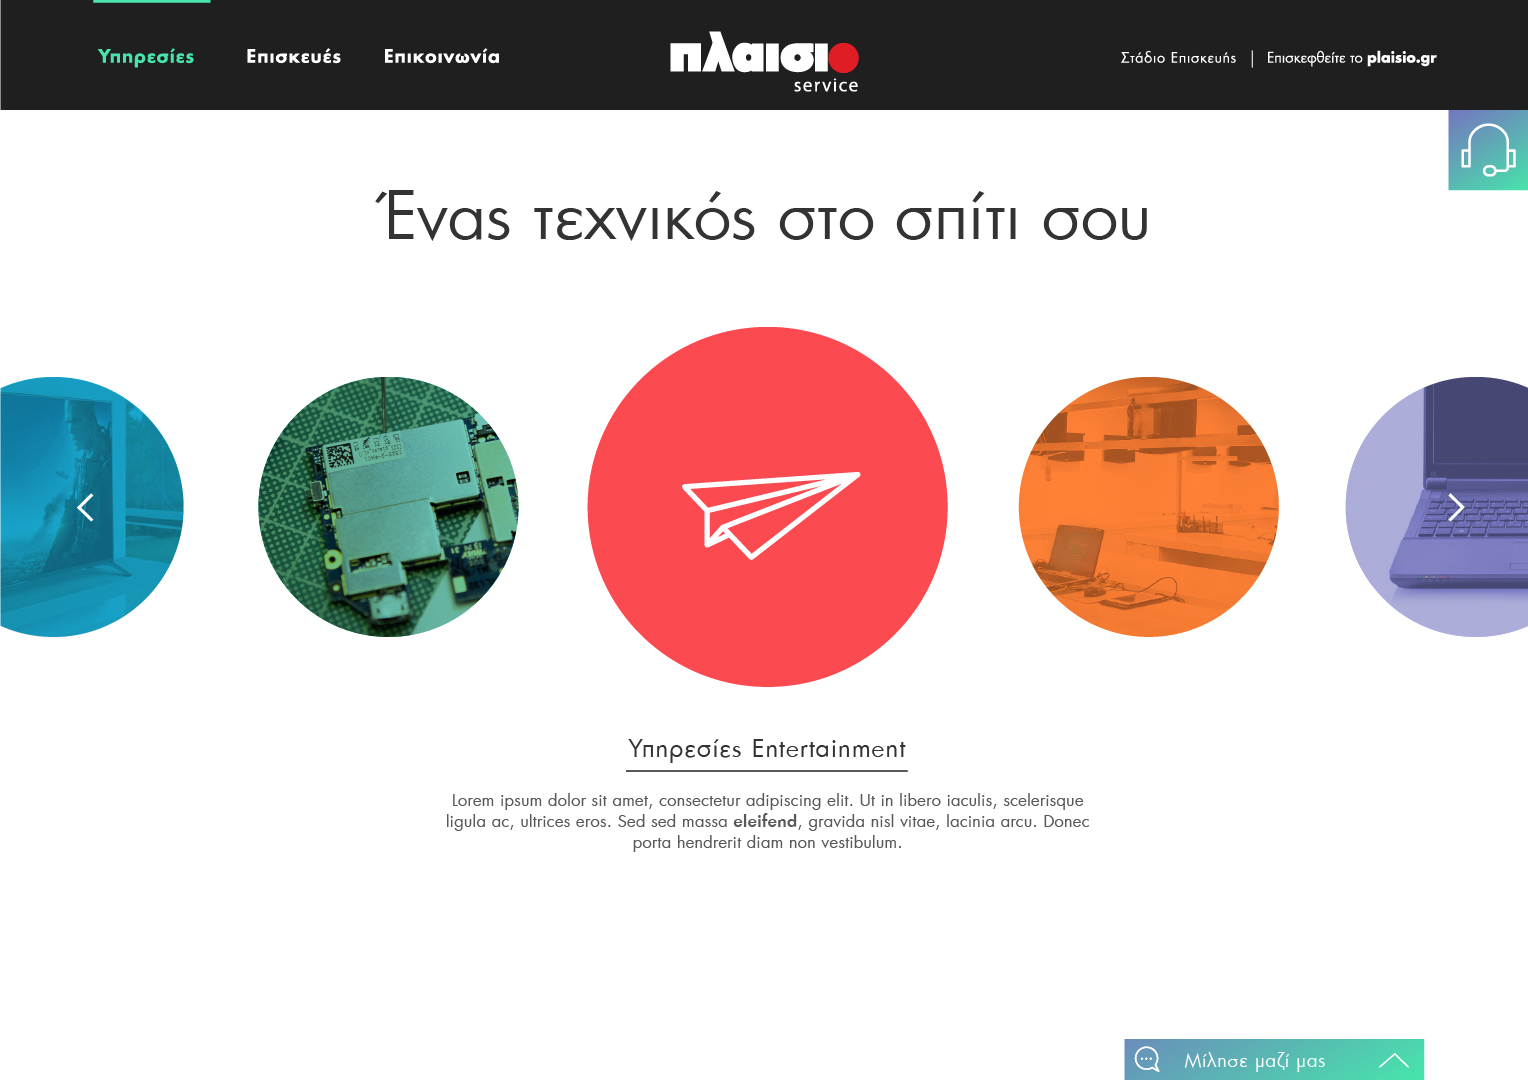 Υπηρεσίες Επισκευές Επικοινωνία
πλαισιο
service
Στάδιο Επισκευής | Επισκεφθείτε το plaisio.gr
Ένας τεχνικός στο σπίτι σου
Υπηρεσίες Entertainment
Lorem ipsum dolor sit amet, consectetur adipiscing elit. Ut in libero iaculis, scelerisque
ligula ac, ultrices eros. Sed sed massa eleifend, gravida nisl vitae, lacinia arcu. Donec
porta hendrerit diam non vestibulum.
Μίλησε μαζί μας